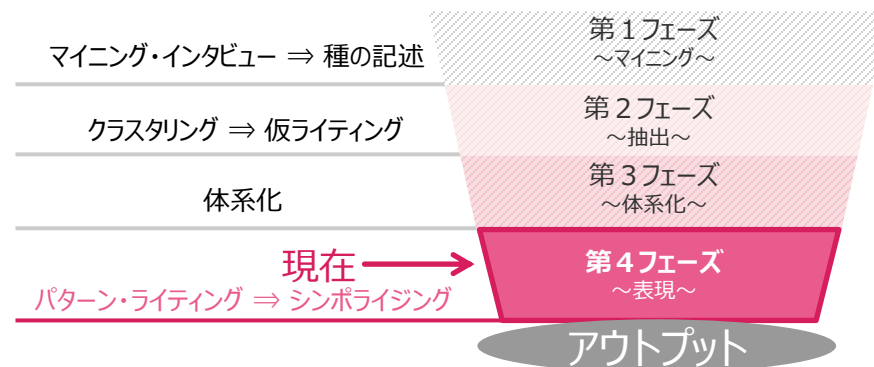 第１フェーズ
～マイニング～
マイニング・インタビュー ⇒ 種の記述
第２フェーズ
～抽出～
クラスタリング ⇒ 仮ライティング
第３フェーズ
～体系化～
体系化
現在
第４フェーズ
～表現～
パターン・ライティング ⇒ シンボライジング
アウトプット